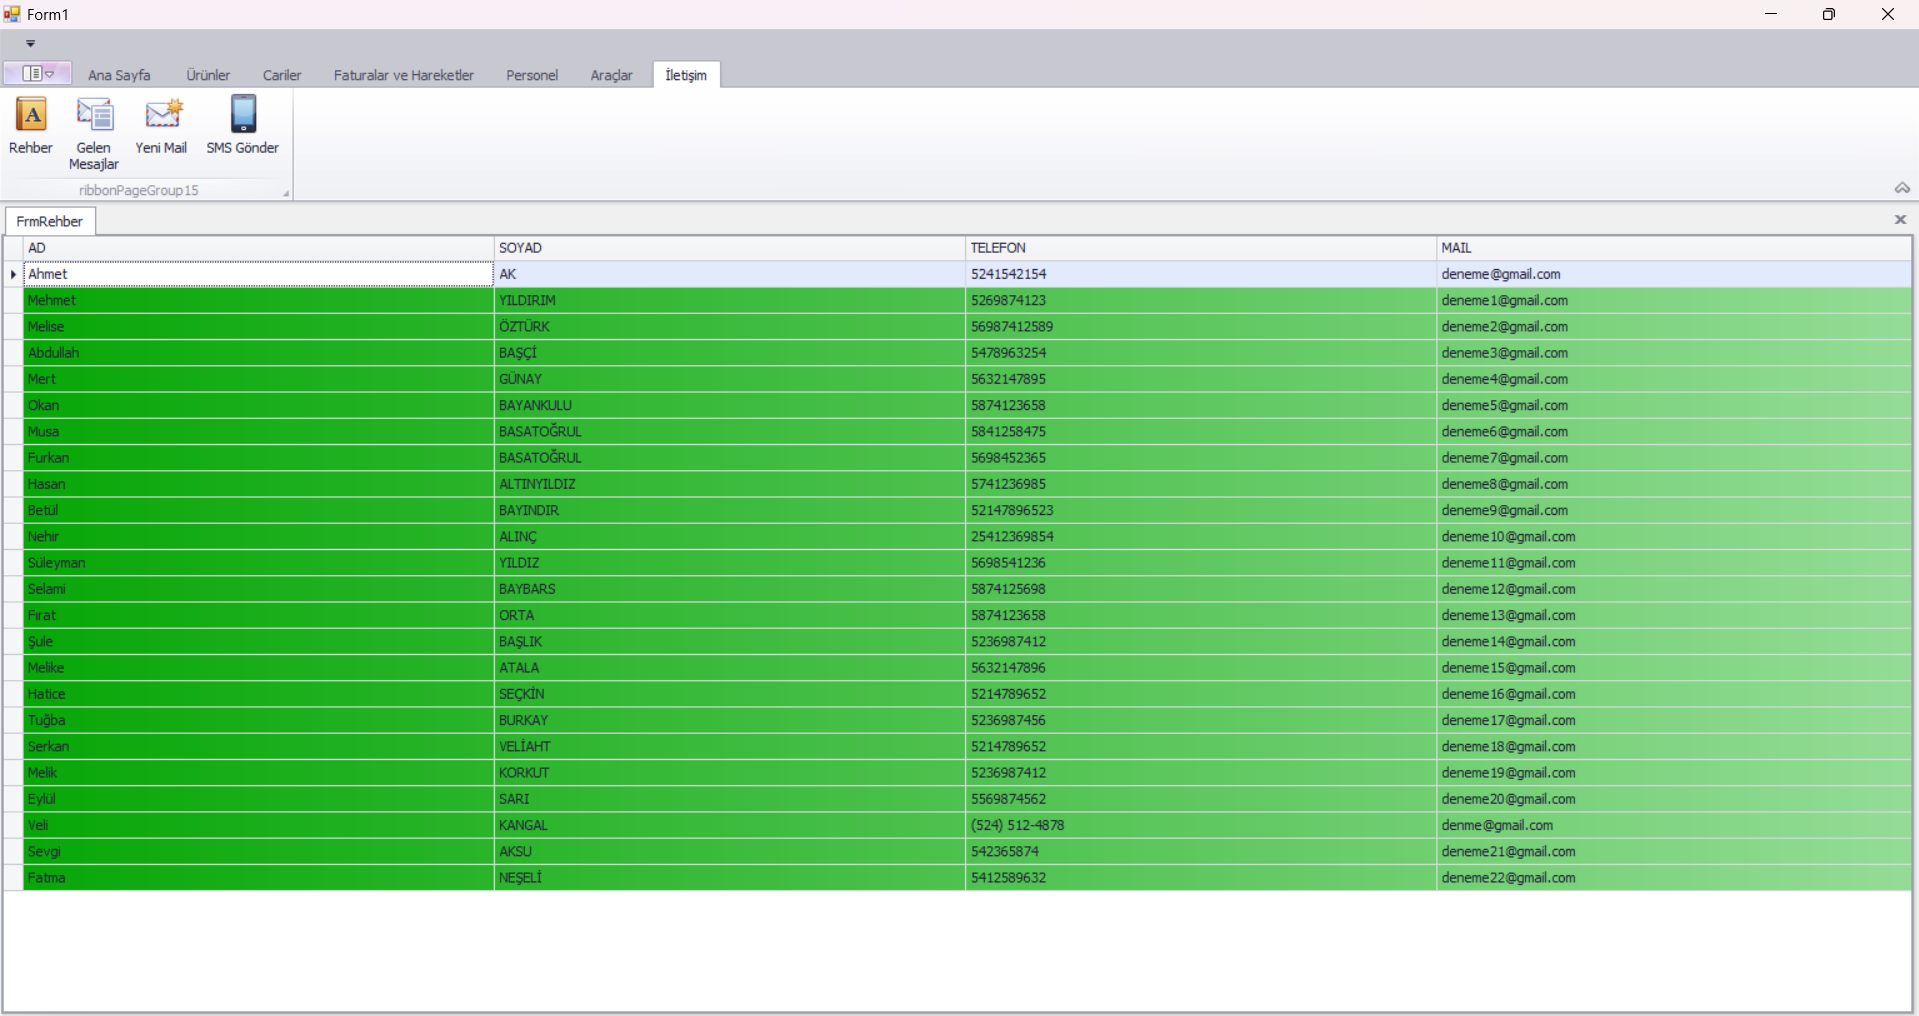 Form1
Ana Sayfa Ürünler Cariler Faturalar ve Hareketler Personel Araçlar İletişim
Rehber Gelen Mesajlar Yeni Mail SMS Gönder
ribbonPageGroup15
FrmRehber
AD SOYAD TELEFON MAIL
Ahmet AK 5241542154 deneme@gmail.com
Mehmet YILDIRIM 5269874123 deneme1@gmail.com
Melise ÖZTÜRK 56987412589 deneme2@gmail.com
Abdullah BAŞÇİ 5478963254 deneme3@gmail.com
Mert GÜNAY 5632147895 deneme4@gmail.com
Okan BAYANKULU 5874123658 deneme5@gmail.com
Musa BASATOĞRUL 5841258475 deneme6@gmail.com
Furkan BASATOĞRUL 5698452365 deneme7@gmail.com
Hasan ALTINYILDIZ 5741236985 deneme8@gmail.com
Betül BAYINDIR 52147896523 deneme9@gmail.com
Nehir ALINÇ 25412369854 deneme10@gmail.com
Süleyman YILDIZ 5698541236 deneme11@gmail.com
Selami BAYBARS 5874125698 deneme12@gmail.com
Fırat ORTA 5874123658 deneme13@gmail.com
Şule BAŞLIK 5236987412 deneme14@gmail.com
Melike ATALA 5632147896 deneme15@gmail.com
Hatice SEÇKİN 5214789652 deneme16@gmail.com
Tuğba BURKAY 5236987456 deneme17@gmail.com
Serkan VELİAHT 5214789652 deneme18@gmail.com
Melik KORKUT 5236987412 deneme19@gmail.com
Eylül SARI 5569874562 deneme20@gmail.com
Veli KANGAL (524) 512-4878 denme@gmail.com
Sevgi AKSU 542365874 deneme21@gmail.com
Fatma NEŞELİ 5412589632 deneme22@gmail.com